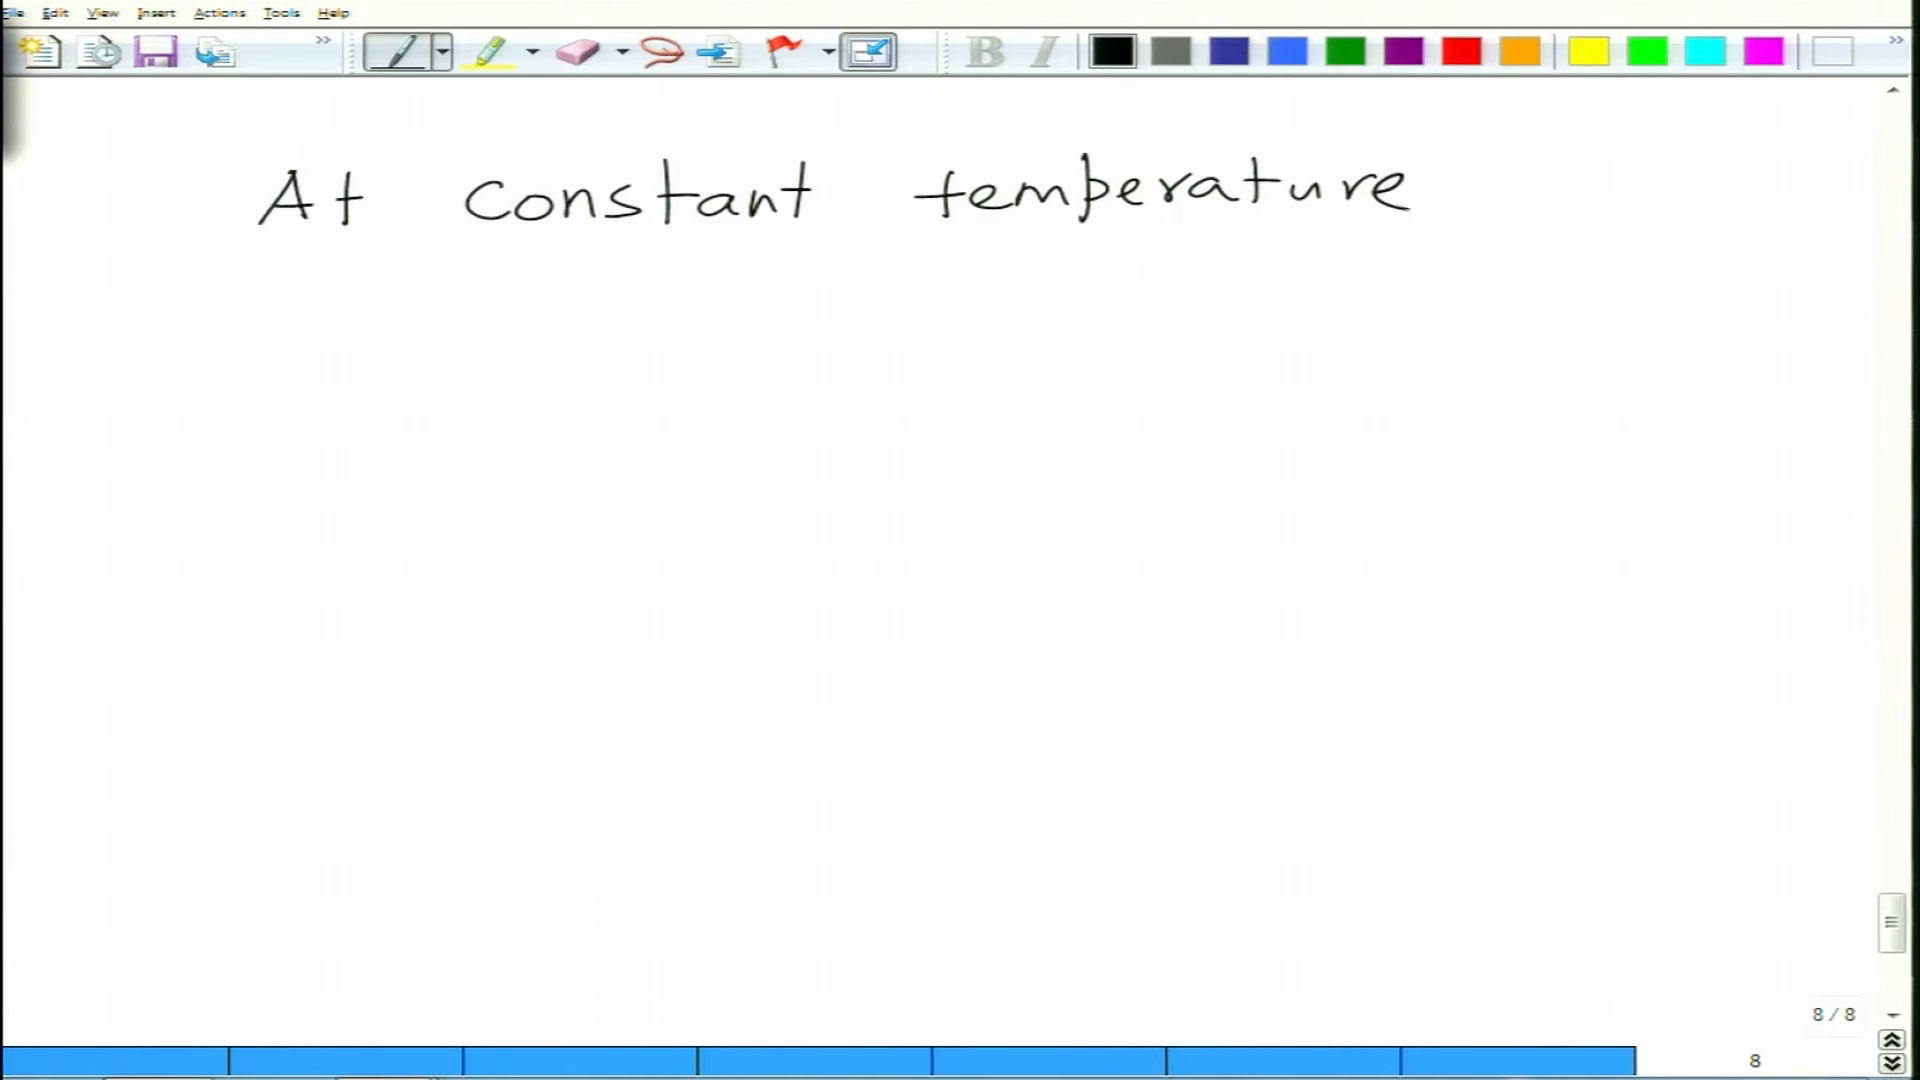 File Edit View Insert Actions Tools Help
B I
At constant temperature
8 / 8
8